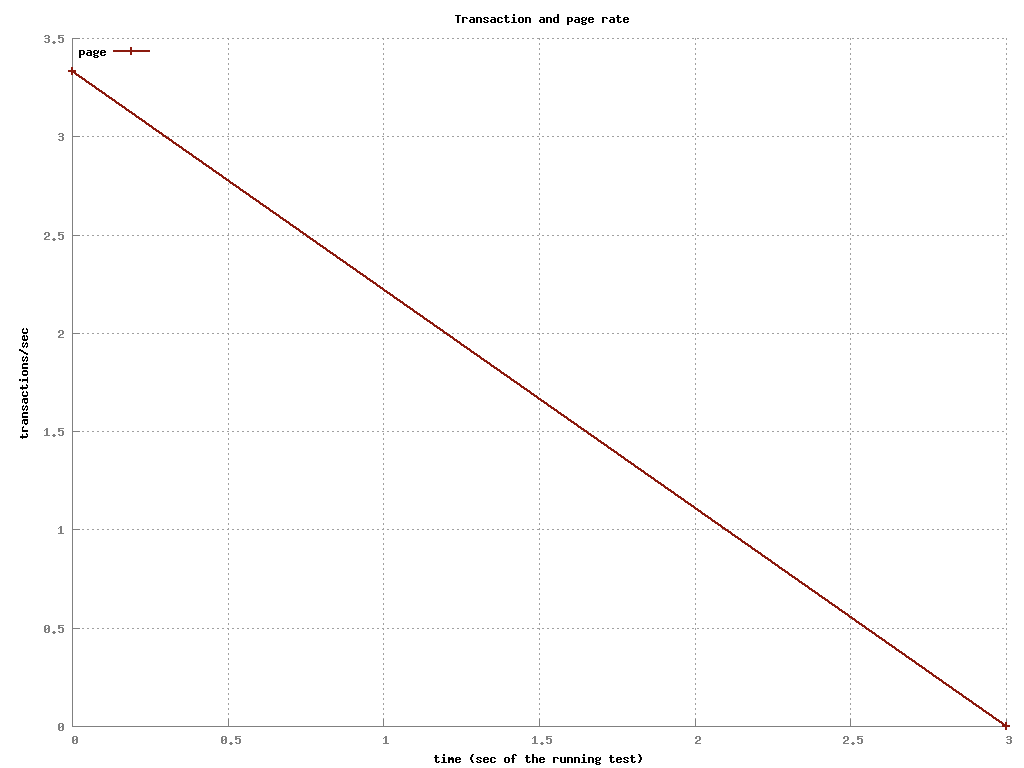 Transaction and page rate
page
3.5
3
2.5
2
1.5
1
0.5
0
transactions/sec
0 0.5 1 1.5 2 2.5 3
time (sec of the running test)